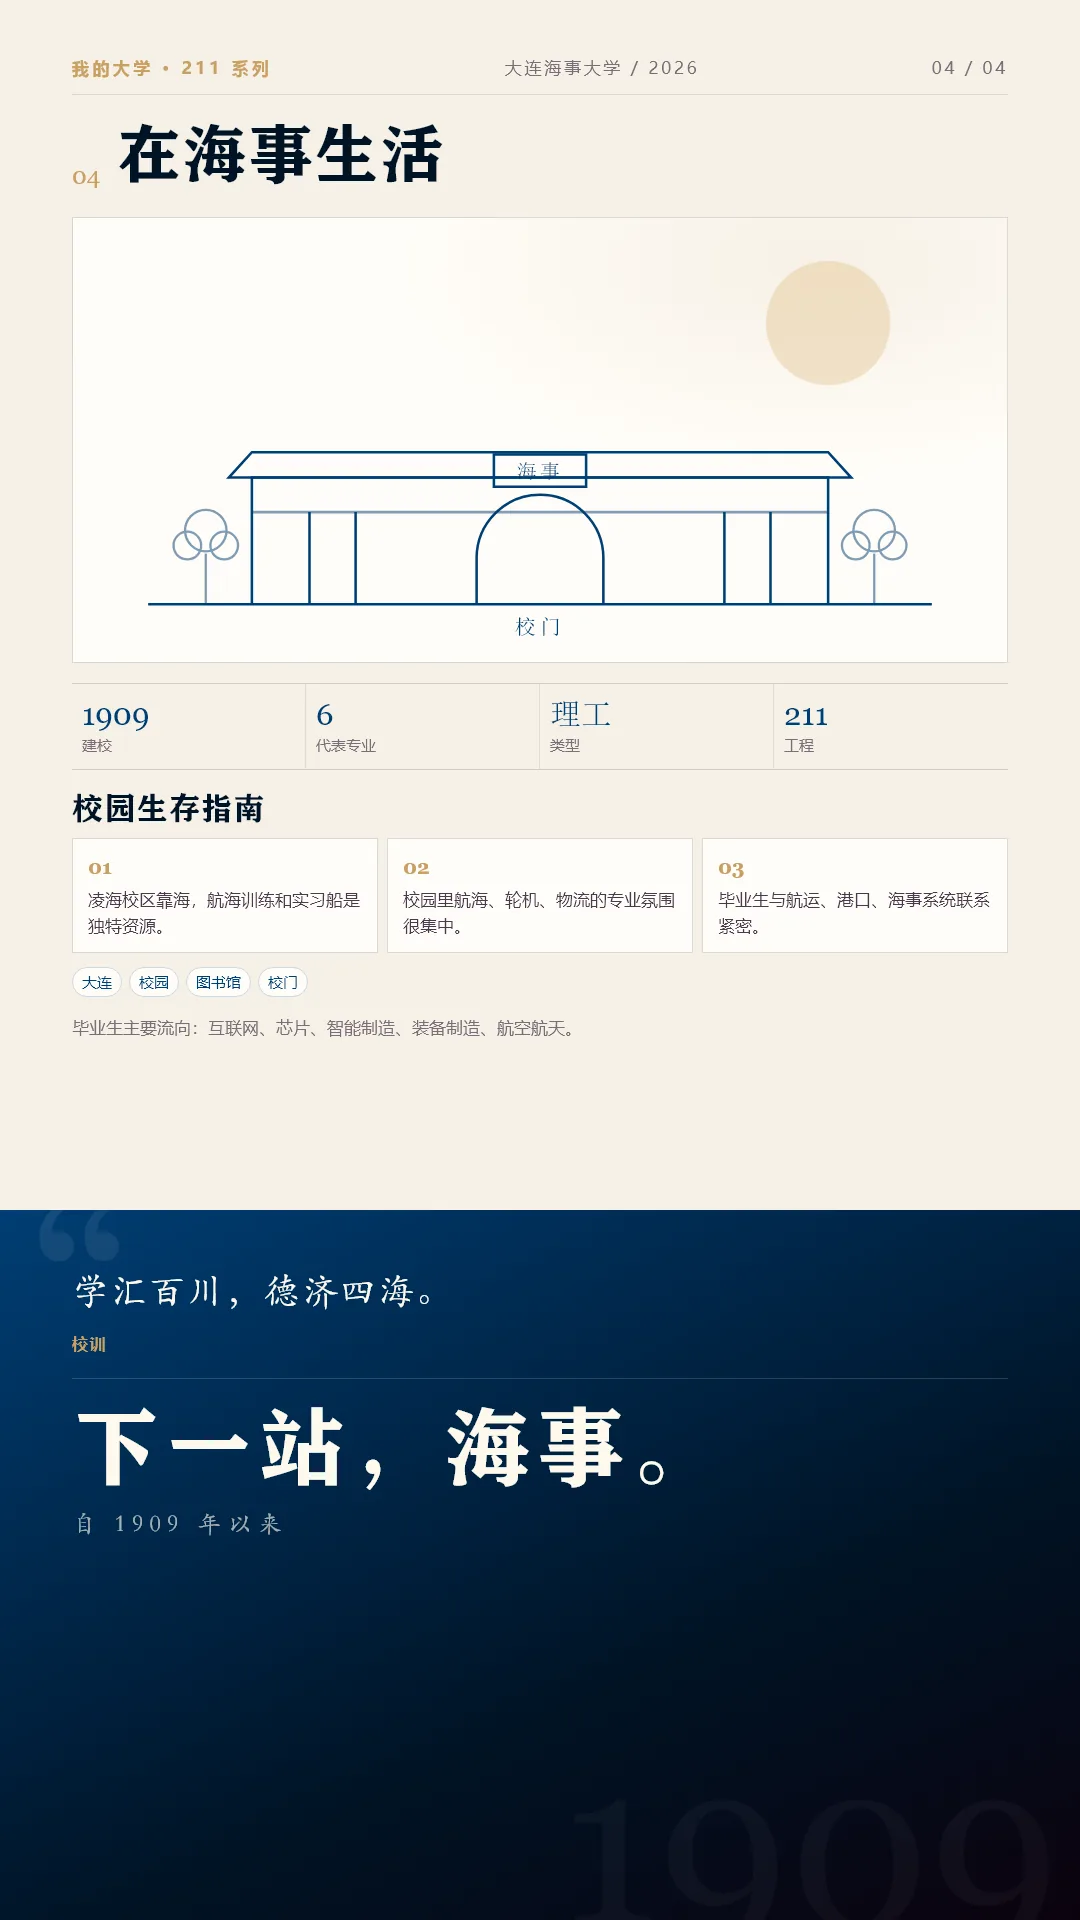 我的大学 • 211 系列
大连海事大学 / 2026
04 / 04
04 在海事生活
海事
校门
1909
建校
6
代表专业
理工
类型
211
工程
校园生存指南
01
凌海校区靠海，航海训练和实习船是
独特资源。
02
校园里航海、轮机、物流的专业氛围
很集中。
03
毕业生与航运、港口、海事系统联系
紧密。
大连
校园
图书馆
校门
毕业生主要流向：互联网、芯片、智能制造、装备制造、航空航天。
“
学汇百川，德济四海。
校训
下一站，海事。
自 1909 年以来
1909